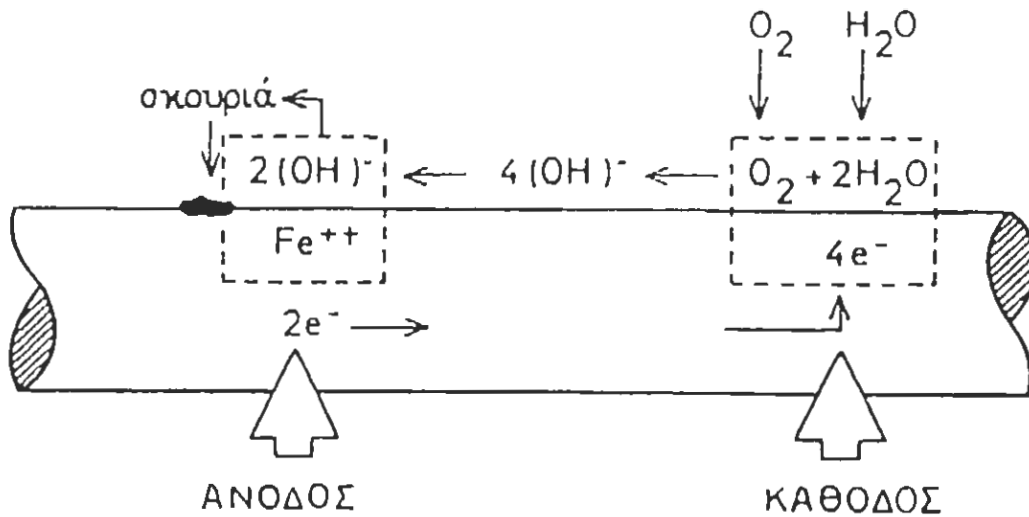 O₂ H₂O
σκουριά
2(OH)⁻ 4(OH)⁻ O₂ + 2H₂O
Fe⁺⁺ 4e⁻
2e⁻
ΑΝΟΔΟΣ ΚΑΘΟΔΟΣ